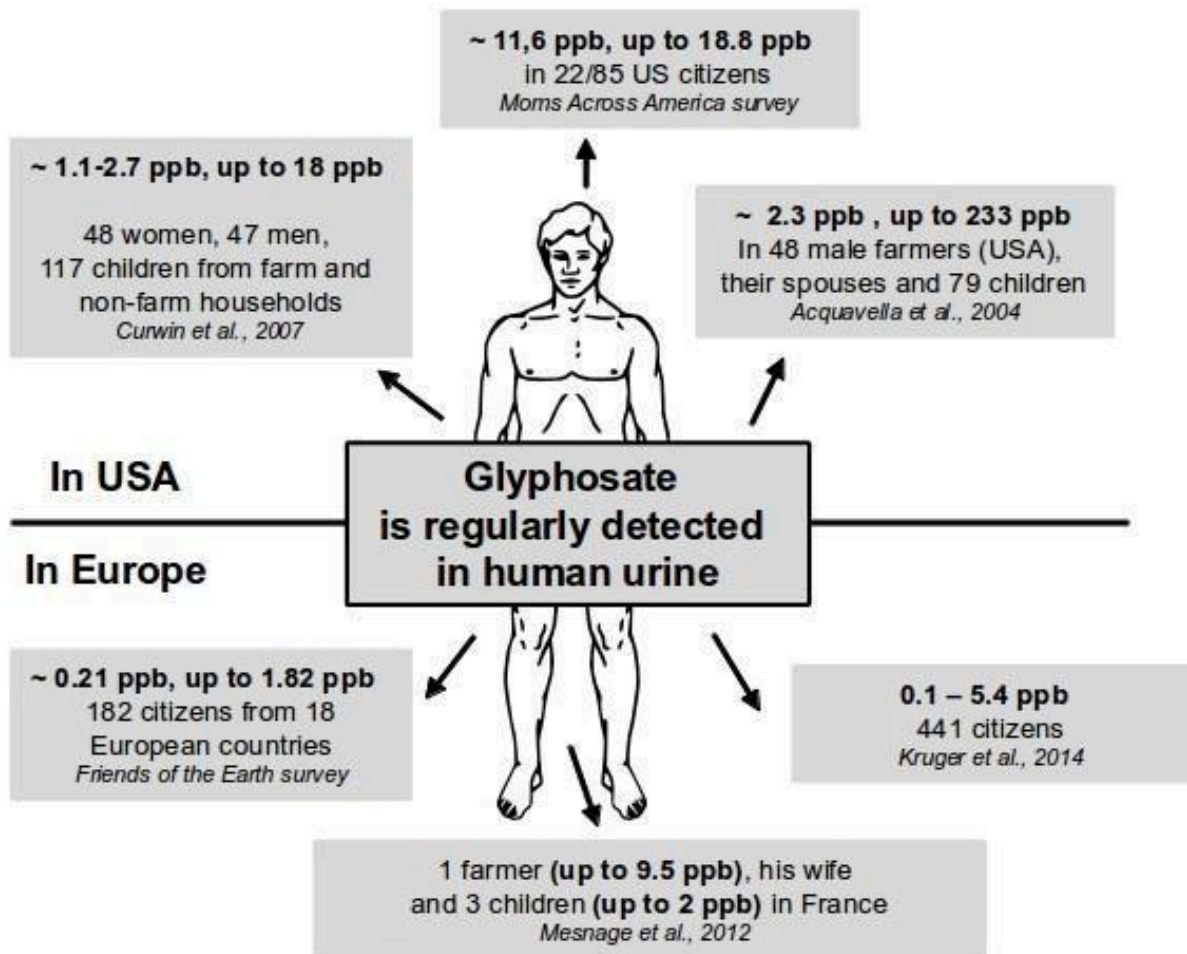 ~ 11,6 ppb, up to 18.8 ppb
in 22/85 US citizens
Moms Across America survey
~ 1.1-2.7 ppb, up to 18 ppb
48 women, 47 men,
117 children from farm and
non-farm households
Curwin et al., 2007
~ 2.3 ppb , up to 233 ppb
In 48 male farmers (USA),
their spouses and 79 children
Acquavella et al., 2004
In USA
Glyphosate
is regularly detected
in human urine
In Europe
~ 0.21 ppb, up to 1.82 ppb
182 citizens from 18
European countries
Friends of the Earth survey
0.1 – 5.4 ppb
441 citizens
Kruger et al., 2014
1 farmer (up to 9.5 ppb), his wife
and 3 children (up to 2 ppb) in France
Mesnage et al., 2012